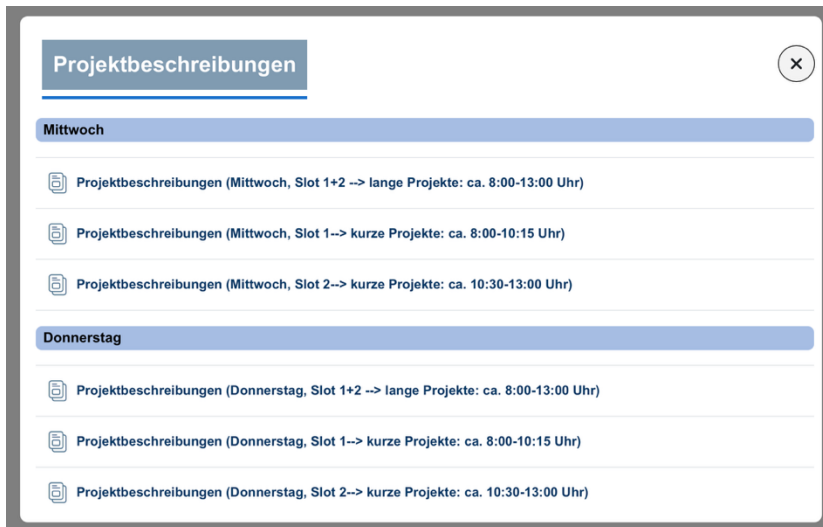 Projektbeschreibungen
Mittwoch
Projektbeschreibungen (Mittwoch, Slot 1+2 --> lange Projekte: ca. 8:00-13:00 Uhr)
Projektbeschreibungen (Mittwoch, Slot 1--> kurze Projekte: ca. 8:00-10:15 Uhr)
Projektbeschreibungen (Mittwoch, Slot 2--> kurze Projekte: ca. 10:30-13:00 Uhr)
Donnerstag
Projektbeschreibungen (Donnerstag, Slot 1+2 --> lange Projekte: ca. 8:00-13:00 Uhr)
Projektbeschreibungen (Donnerstag, Slot 1--> kurze Projekte: ca. 8:00-10:15 Uhr)
Projektbeschreibungen (Donnerstag, Slot 2--> kurze Projekte: ca. 10:30-13:00 Uhr)